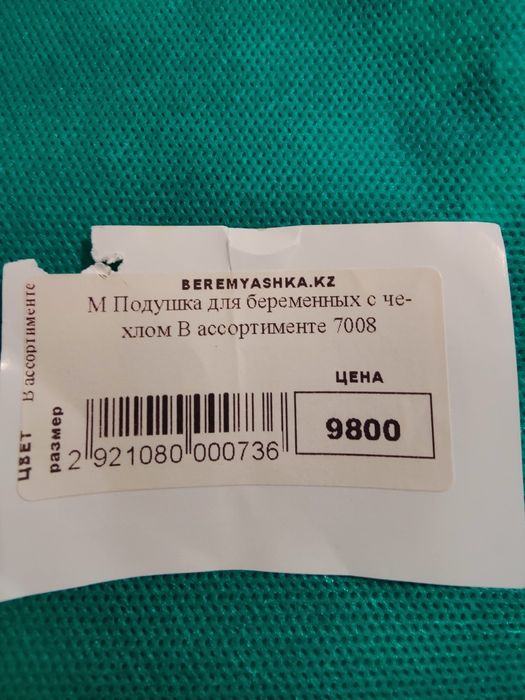 BEREMYASHKA.KZ
М Подушка для беременных с че-
хлом В ассортименте 7008
ЦЕНА
9800
2 921080 000736
размер
ЦВЕТ В ассортименте